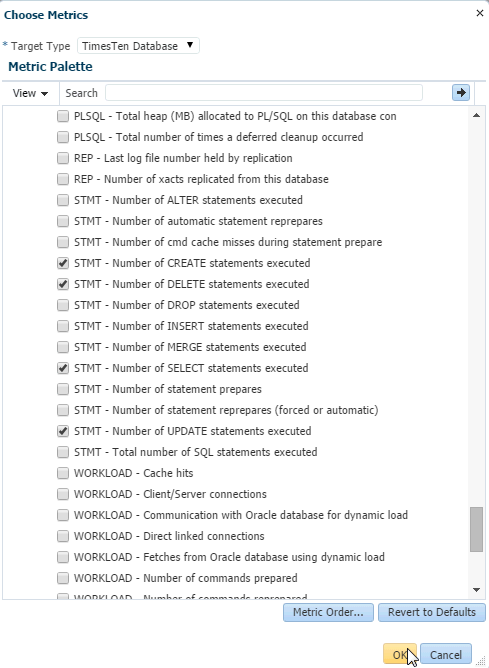 Choose Metrics
* Target Type TimesTen Database
Metric Palette
View Search
PLSQL - Total heap (MB) allocated to PL/SQL on this database con
PLSQL - Total number of times a deferred cleanup occurred
REP - Last log file number held by replication
REP - Number of xacts replicated from this database
STMT - Number of ALTER statements executed
STMT - Number of automatic statement reprepares
STMT - Number of cmd cache misses during statement prepare
STMT - Number of CREATE statements executed
STMT - Number of DELETE statements executed
STMT - Number of DROP statements executed
STMT - Number of INSERT statements executed
STMT - Number of MERGE statements executed
STMT - Number of SELECT statements executed
STMT - Number of statement prepares
STMT - Number of statement reprepares (forced or automatic)
STMT - Number of UPDATE statements executed
STMT - Total number of SQL statements executed
WORKLOAD - Cache hits
WORKLOAD - Client/Server connections
WORKLOAD - Communication with Oracle database for dynamic load
WORKLOAD - Direct linked connections
WORKLOAD - Fetches from Oracle database using dynamic load
WORKLOAD - Number of commands prepared
WORKLOAD - Number of commands reprepared
Metric Order... Revert to Defaults
OK Cancel